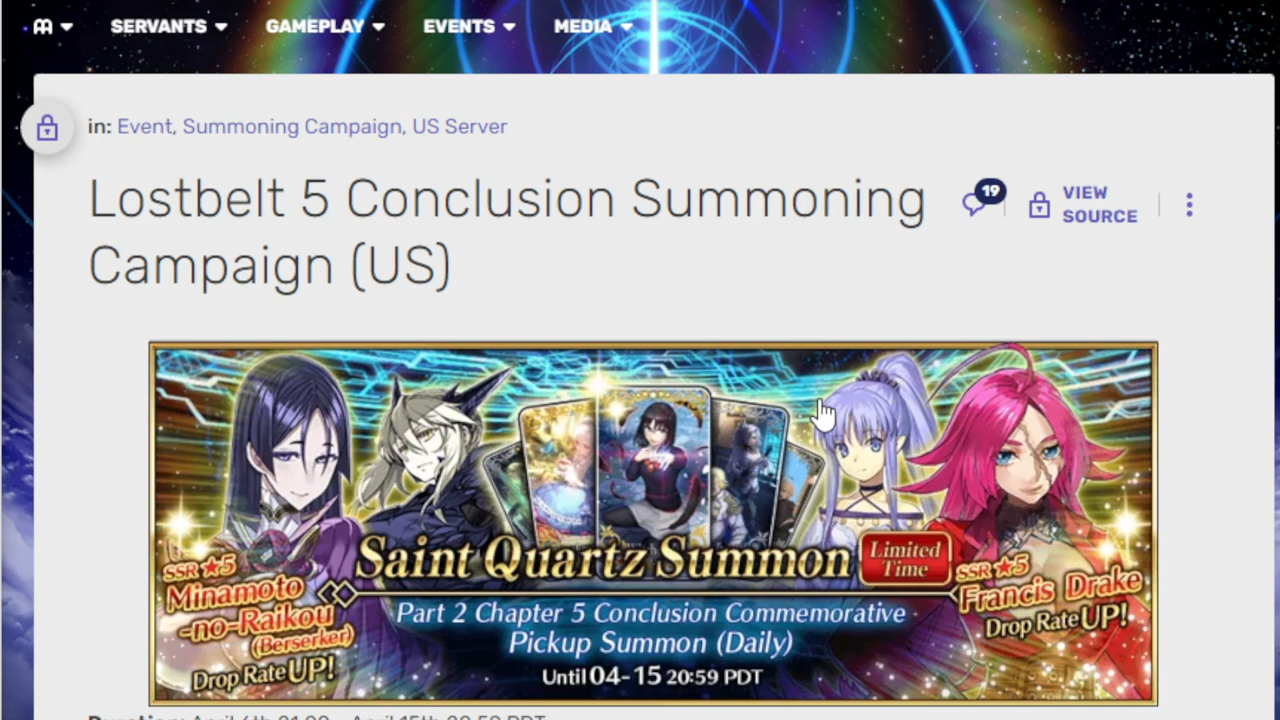 SERVANTS GAMEPLAY EVENTS MEDIA
in: Event, Summoning Campaign, US Server
Lostbelt 5 Conclusion Summoning
Campaign (US)
19
VIEW
SOURCE
Saint Quartz Summon
Limited
Time
Part 2 Chapter 5 Conclusion Commemorative
Pickup Summon (Daily)
Until 04-15 20:59 PDT
SSR ★5
Minamoto
-no-Raikou
(Berserker)
Drop Rate UP!
SSR ★5
Francis Drake
Drop Rate UP!